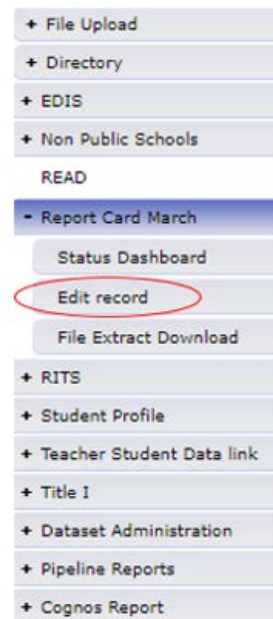 + File Upload
+ Directory
+ EDIS
+ Non Public Schools
READ
- Report Card March
Status Dashboard
Edit record
File Extract Download
+ RITS
+ Student Profile
+ Teacher Student Data link
+ Title I
+ Dataset Administration
+ Pipeline Reports
+ Cognos Report